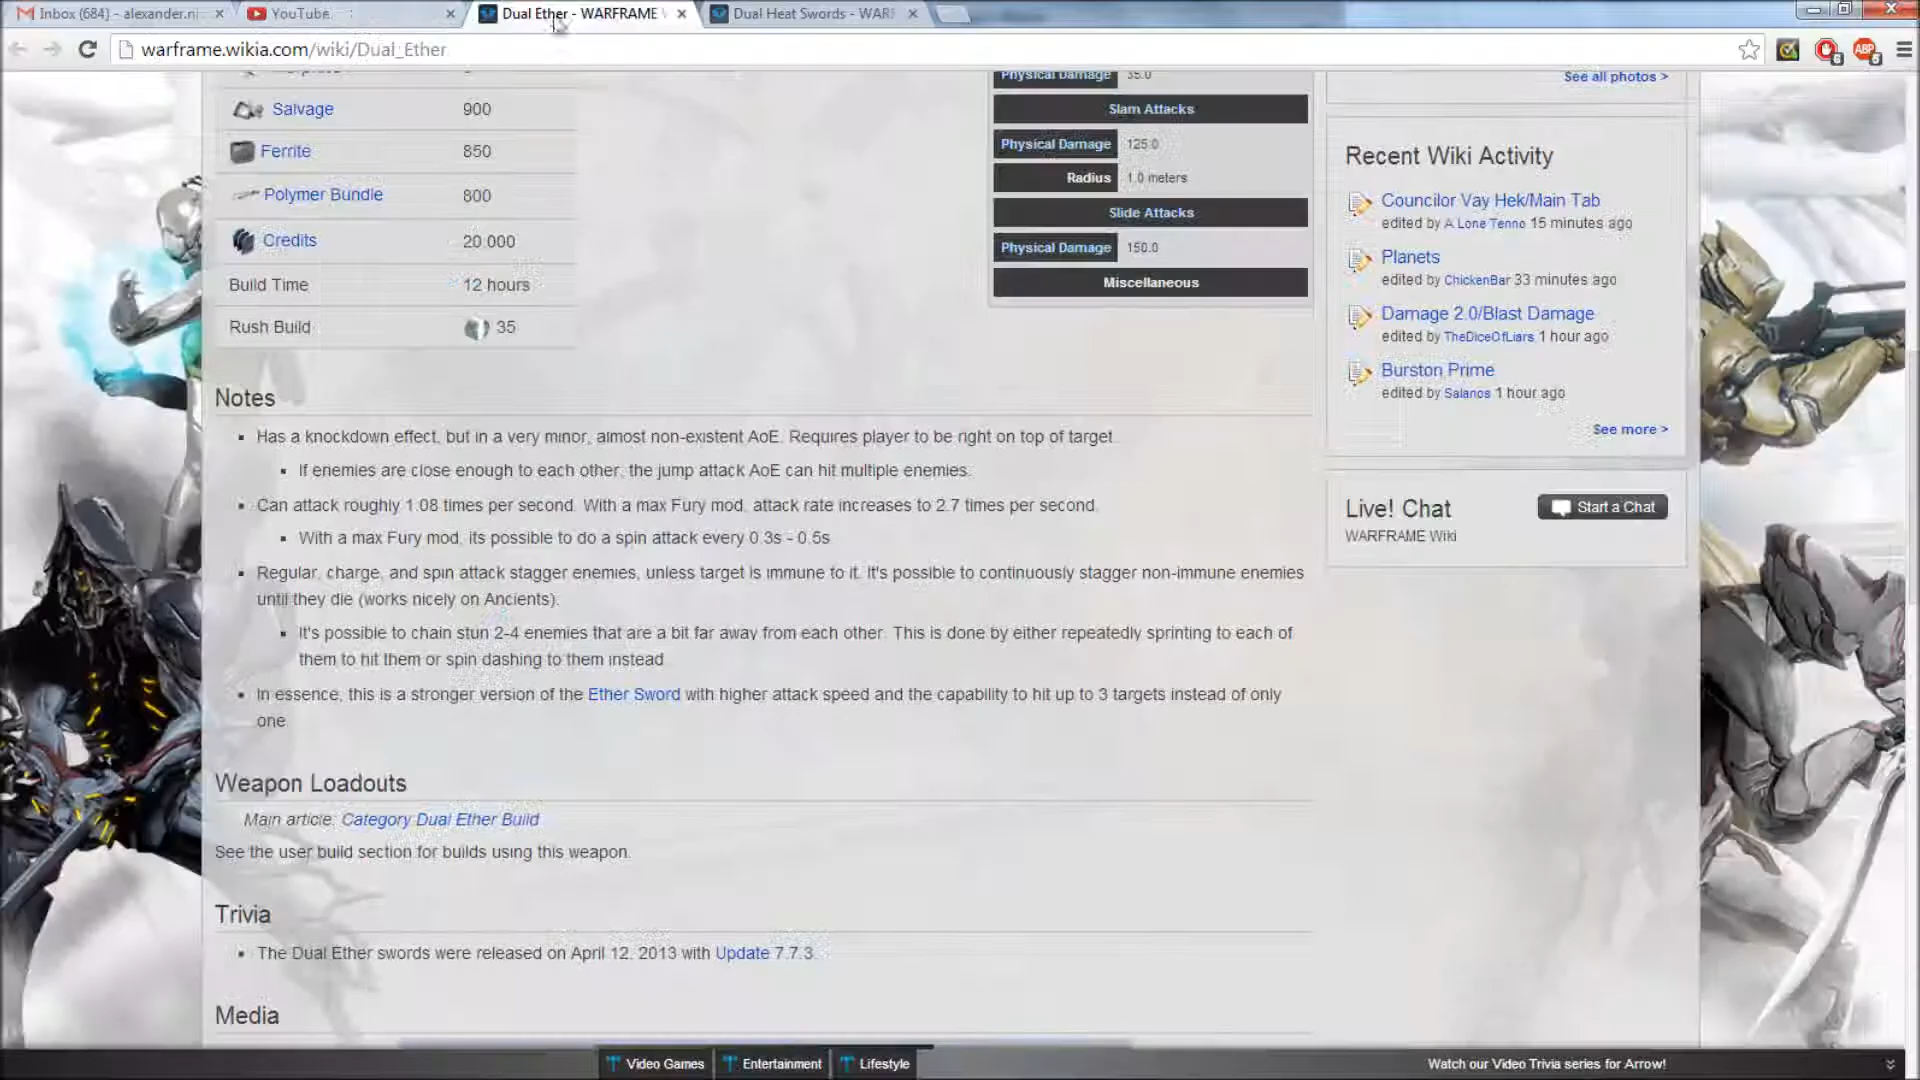 Inbox (684) - alexander.ni
YouTube
Dual Ether - WARFRAME
Dual Heat Swords - WARF
warframe.wikia.com/wiki/Dual_Ether
ABP
Physical Damage 35.0
See all photos >
Salvage 900
Slam Attacks
Ferrite 850
Physical Damage 125.0
Radius 1.0 meters
Polymer Bundle 800
Slide Attacks
Credits 20 000
Physical Damage 150.0
Build Time 12 hours
Miscellaneous
Rush Build 35
Recent Wiki Activity
Councilor Vay Hek/Main Tab
edited by A Lone Tenno 15 minutes ago
Planets
edited by ChickenBar 33 minutes ago
Damage 2.0/Blast Damage
edited by TheDiceOfLiars 1 hour ago
Burston Prime
edited by Salanos 1 hour ago
See more >
Live! Chat
Start a Chat
WARFRAME Wiki
Notes
Has a knockdown effect, but in a very minor, almost non-existent AoE. Requires player to be right on top of target.
If enemies are close enough to each other, the jump attack AoE can hit multiple enemies.
Can attack roughly 1.08 times per second. With a max Fury mod, attack rate increases to 2.7 times per second.
With a max Fury mod, its possible to do a spin attack every 0.3s - 0.5s
Regular, charge, and spin attack stagger enemies, unless target is immune to it. It's possible to continuously stagger non-immune enemies
until they die (works nicely on Ancients).
It's possible to chain stun 2-4 enemies that are a bit far away from each other. This is done by either repeatedly sprinting to each of
them to hit them or spin dashing to them instead.
In essence, this is a stronger version of the Ether Sword with higher attack speed and the capability to hit up to 3 targets instead of only
one.
Weapon Loadouts
Main article: Category:Dual Ether Build
See the user build section for builds using this weapon.
Trivia
The Dual Ether swords were released on April 12, 2013 with Update 7.7.3.
Media
Video Games
Entertainment
Lifestyle
Watch our Video Trivia series for Arrow!